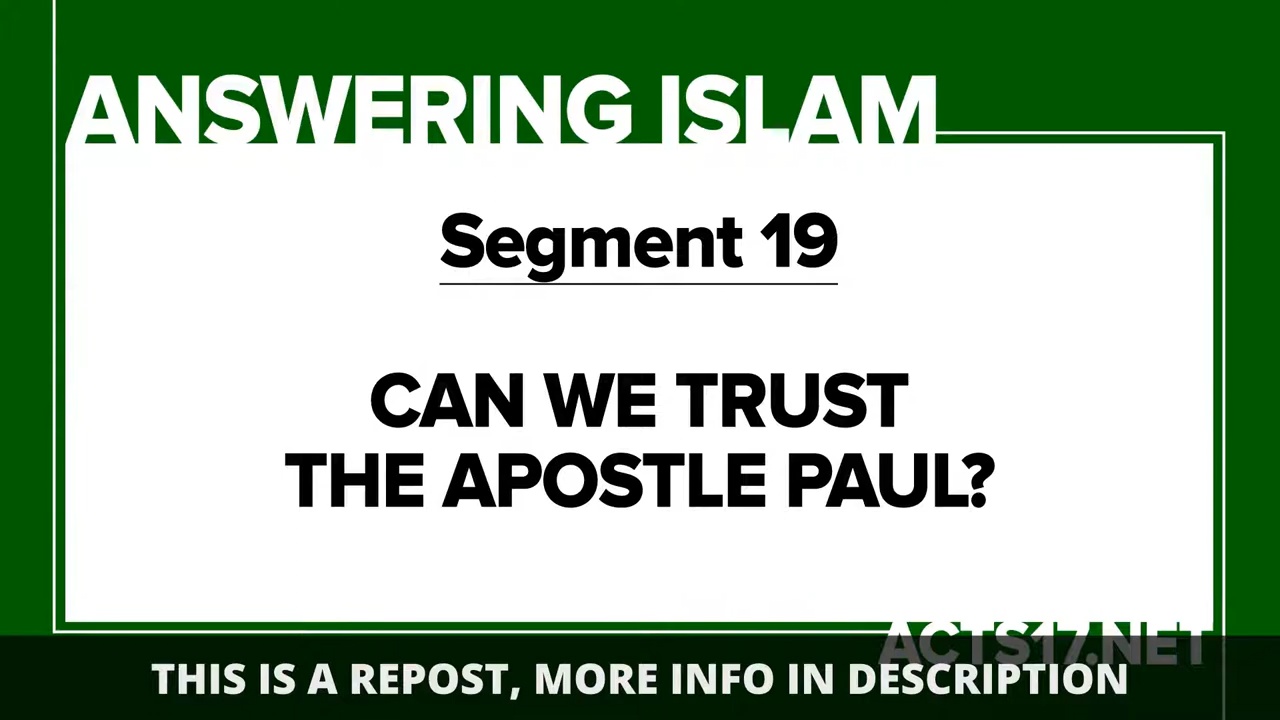 ANSWERING ISLAM
Segment 19
CAN WE TRUST
THE APOSTLE PAUL?
ACTS17.NET
THIS IS A REPOST, MORE INFO IN DESCRIPTION